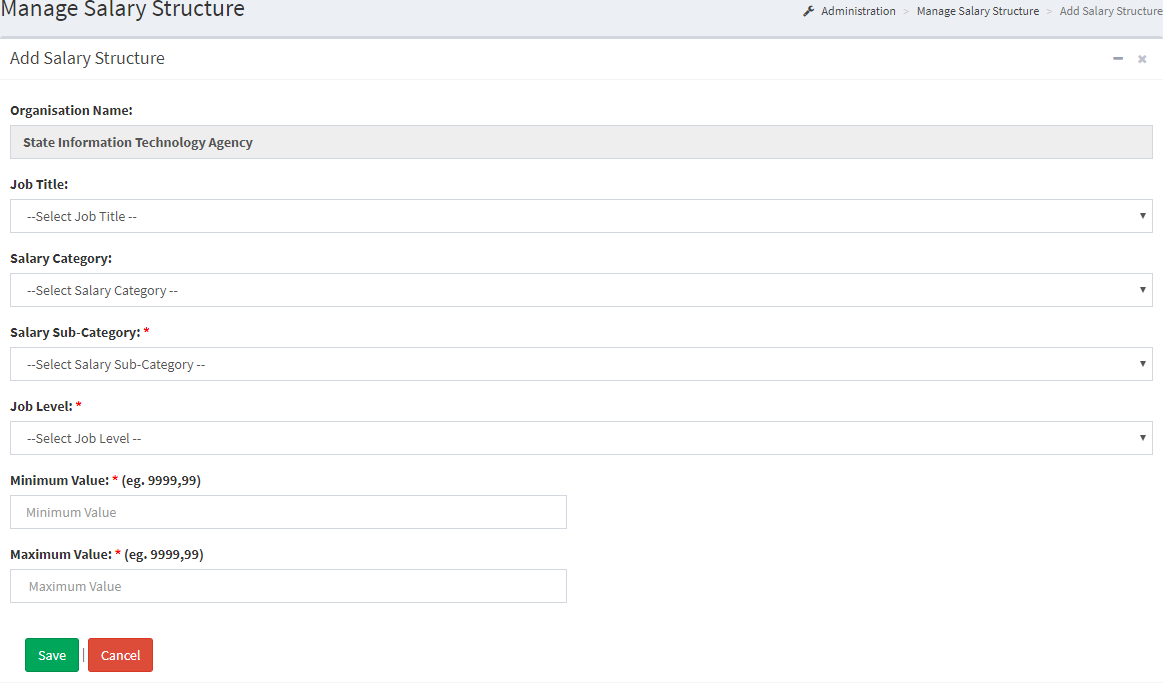 Manage Salary Structure
Administration > Manage Salary Structure > Add Salary Structure
Add Salary Structure
Organisation Name:
State Information Technology Agency
Job Title:
--Select Job Title --
Salary Category:
--Select Salary Category --
Salary Sub-Category: *
--Select Salary Sub-Category --
Job Level: *
--Select Job Level --
Minimum Value: * (eg. 9999,99)
Minimum Value
Maximum Value: * (eg. 9999,99)
Maximum Value
Save | Cancel